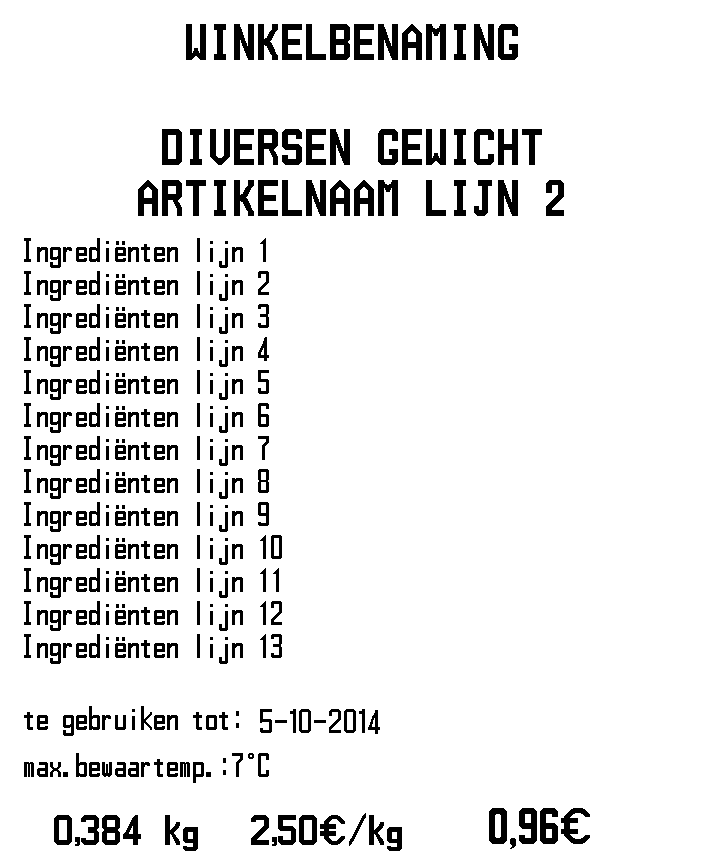 WINKELBENAMING
DIVERSEN GEWICHT
ARTIKELNAAM LIJN 2
Ingrediënten lijn 1
Ingrediënten lijn 2
Ingrediënten lijn 3
Ingrediënten lijn 4
Ingrediënten lijn 5
Ingrediënten lijn 6
Ingrediënten lijn 7
Ingrediënten lijn 8
Ingrediënten lijn 9
Ingrediënten lijn 10
Ingrediënten lijn 11
Ingrediënten lijn 12
Ingrediënten lijn 13
te gebruiken tot: 5-10-2014
max.bewaartemp.:7°C
0,384 kg 2,50€/kg 0,96€